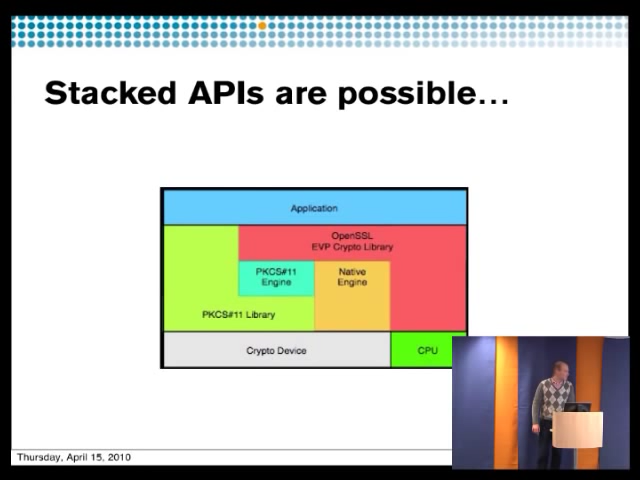 Stacked APIs are possible...
Application
OpenSSL
EVP Crypto Library
PKCS#11
Engine
Native
Engine
PKCS#11 Library
Crypto Device
CPU
Thursday, April 15, 2010